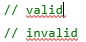 // valid
// invalid